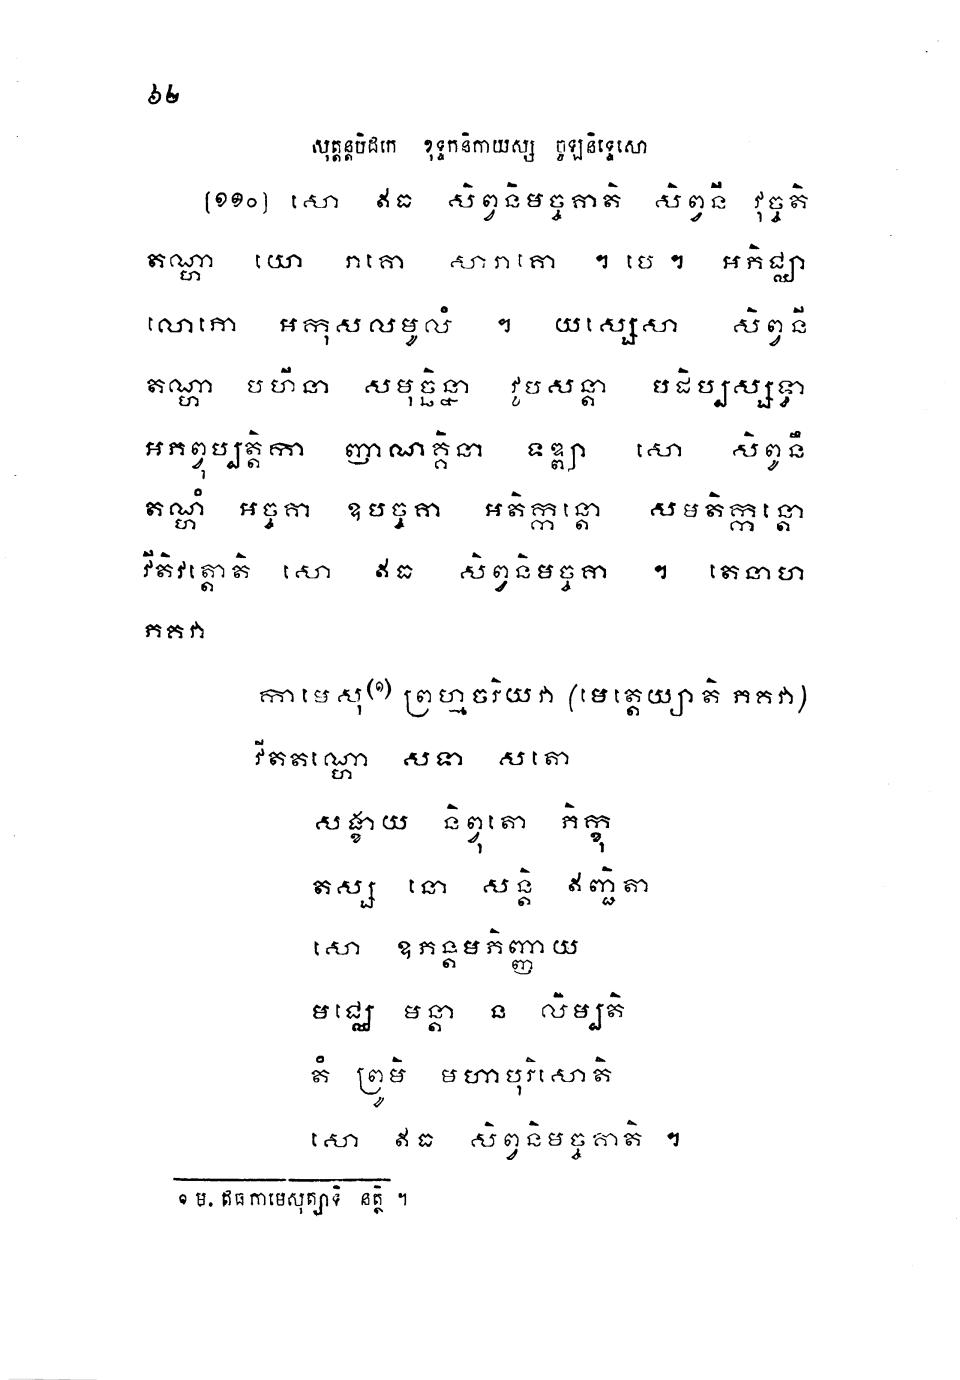 ៦២
សុត្តន្តបិដកេ ខុទ្ទកនិកាយស្ស ចូឡនិទ្ទេសោ
(១១០) សោ ឥធ សិព្វនិមច្ចគាតិ សិព្វនី វុច្ចតិ
តណ្ហា យោ រាគោ សារាគោ ។ បេ ។ អភិជ្ឈា
លោភោ អកុសលមូលំ ។ យស្សេសា សិព្វនី
តណ្ហា បហីនា សមុច្ឆិន្នា វូបសន្តា បដិប្បស្សទ្ធា
អភព្វុប្បត្តិកា ញាណគ្គិនា ទឌ្ឍា សោ សិព្វនឹ
តណ្ហំ អច្ចគា ឧបច្ចគា អតិក្កន្តោ សមតិក្កន្តោ
វីតិវត្តោតិ សោ ឥធ សិព្វនិមច្ចគា ។ តេនាហ
ភគវា
កាមេសុ(១) ព្រហ្មចរិយវា (មេត្តេយ្យាតិ ភគវា)
វីតតណ្ហោ សទា សតោ
សង្ខាយ និព្វុតោ ភិក្ខុ
តស្ស នោ សន្តិ ឥញ្ជិតា
សោ ឧភន្តមភិញ្ញាយ
មជ្ឈេ មន្តា ន លិម្បតិ
តំ ព្រូមិ មហាបុរិសោតិ
សោ ឥធ សិព្វនិមច្ចគាតិ ។
១ ម. ឥធ កាមេសុត្យាទិ នត្ថិ ។